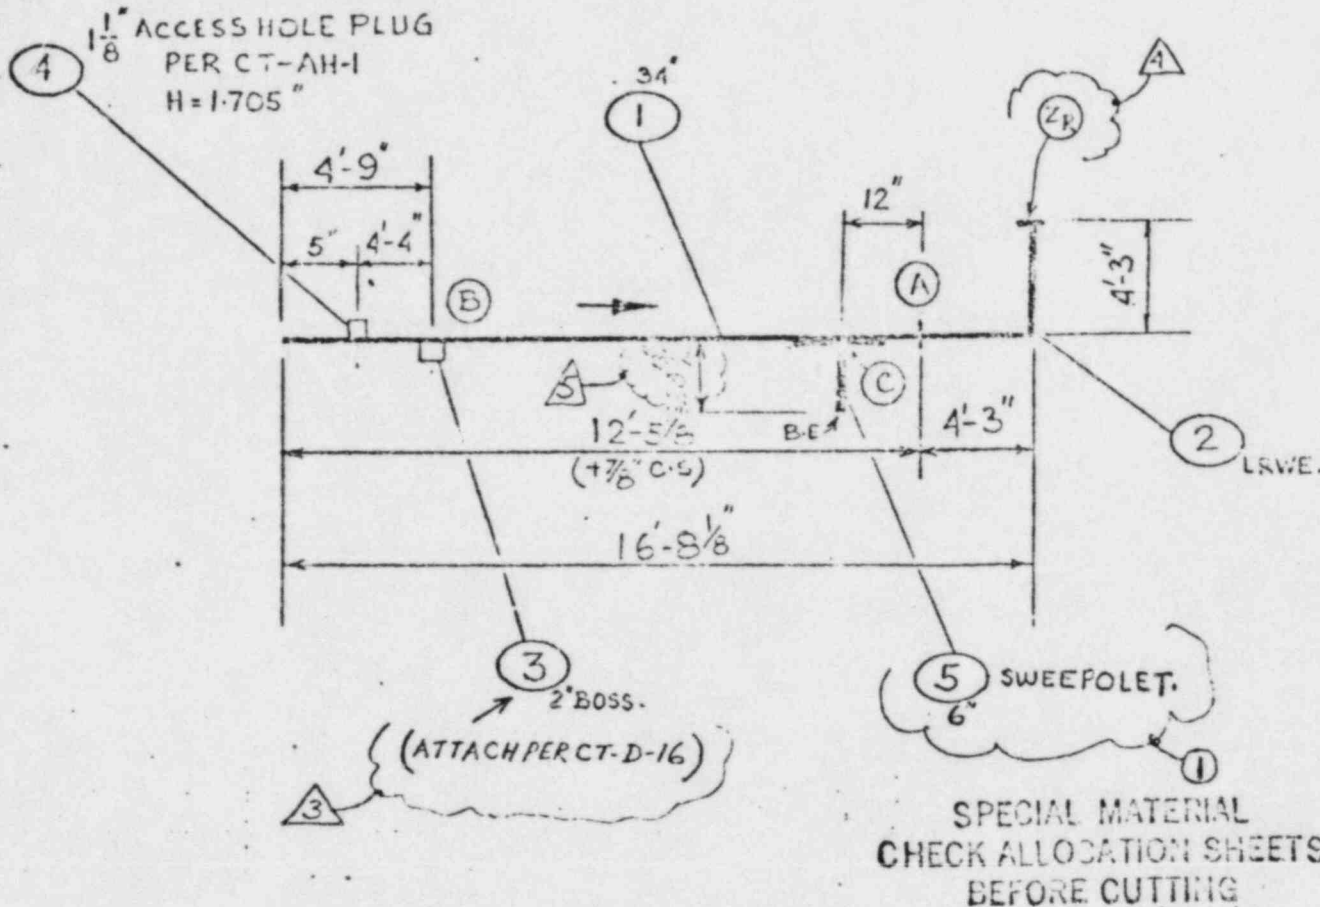 1 1/8" ACCESS HOLE PLUG
PER CT-AH-1
H=1.705"
4
34"
1
4
ZR
4'-9"
12"
5" 4'-4"
A
4'-3"
B
C
12'-5/8
(+7/8" C.S)
B.E
4'-3"
2 LRWE.
16'-8 1/8"
3
2" BOSS.
5 SWEEPOLET.
6"
(ATTACH PER CT-D-16)
3
1
SPECIAL MATERIAL
CHECK ALLOCATION SHEETS
BEFORE CUTTING